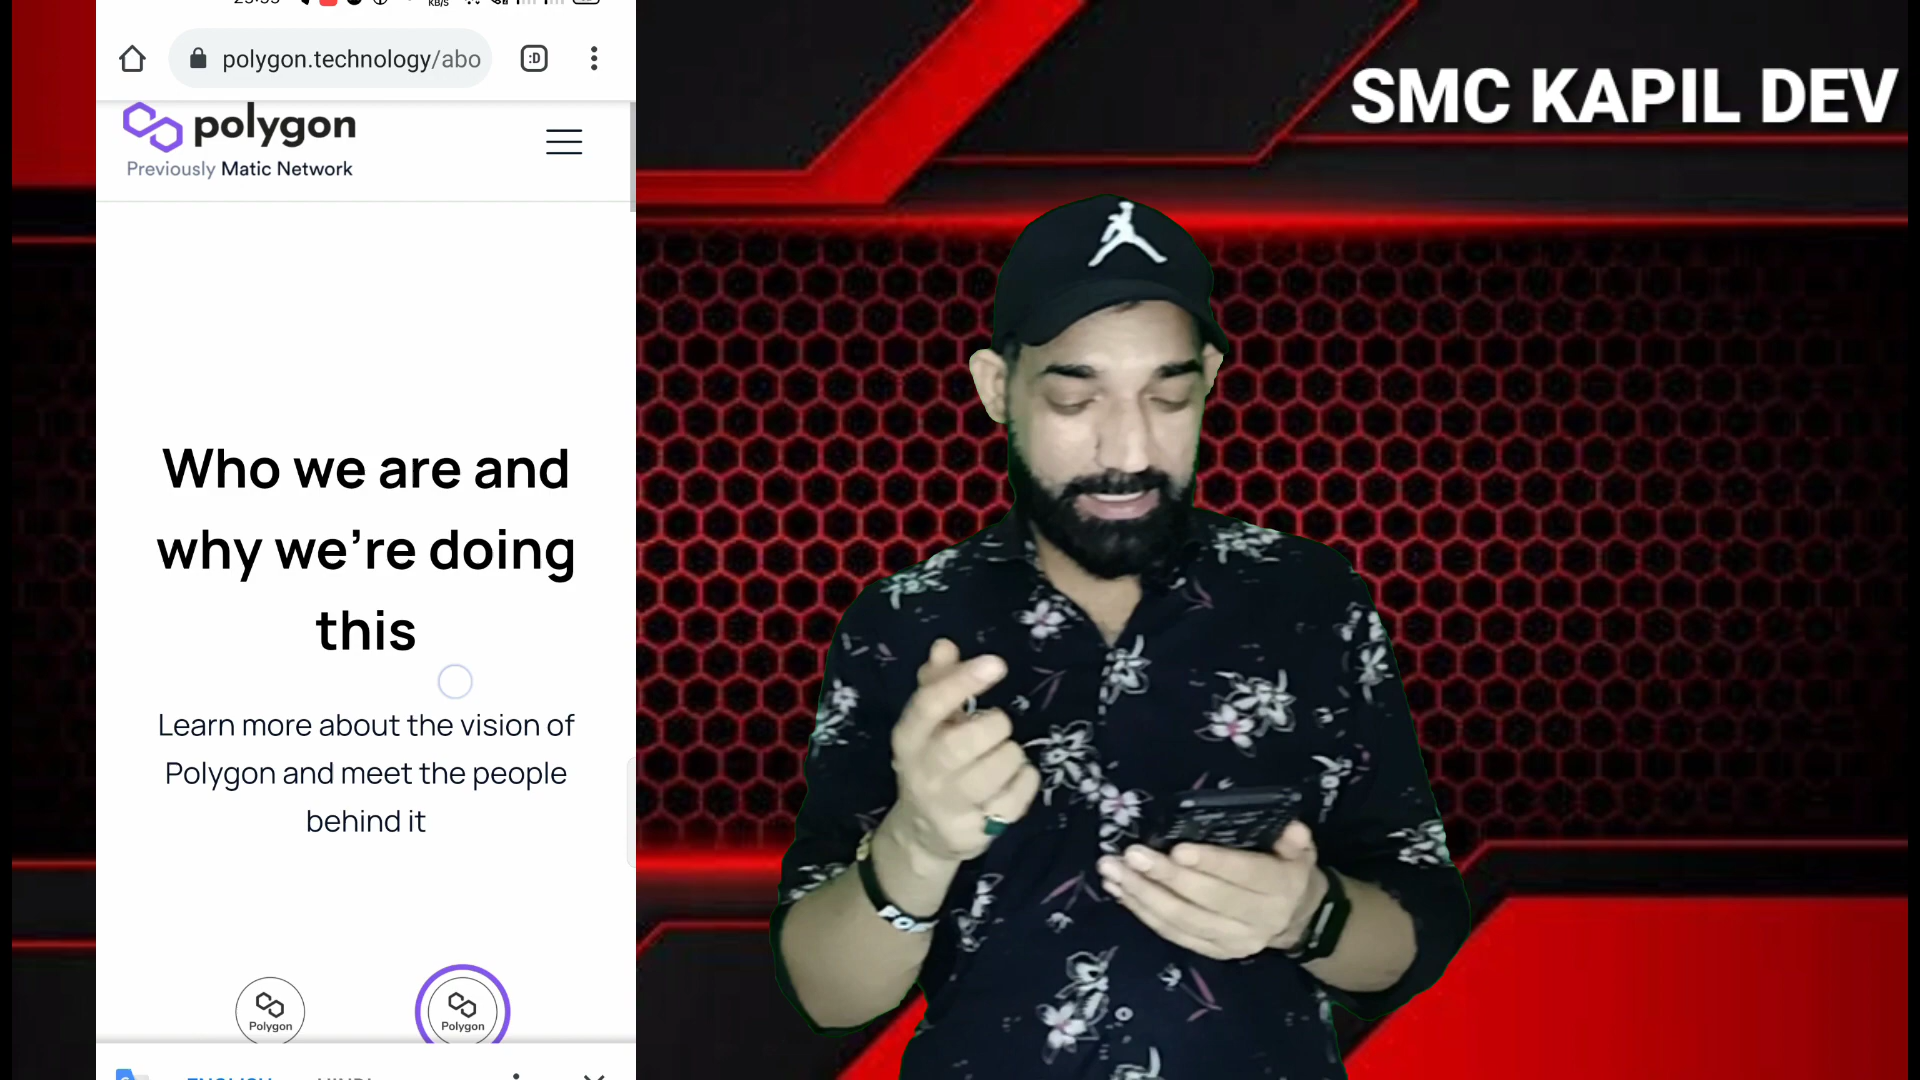 polygon.technology/abo
:D
polygon
Previously Matic Network
SMC KAPIL DEV
Who we are and
why we're doing
this
Learn more about the vision of
Polygon and meet the people
behind it
Polygon
Polygon
KB/S